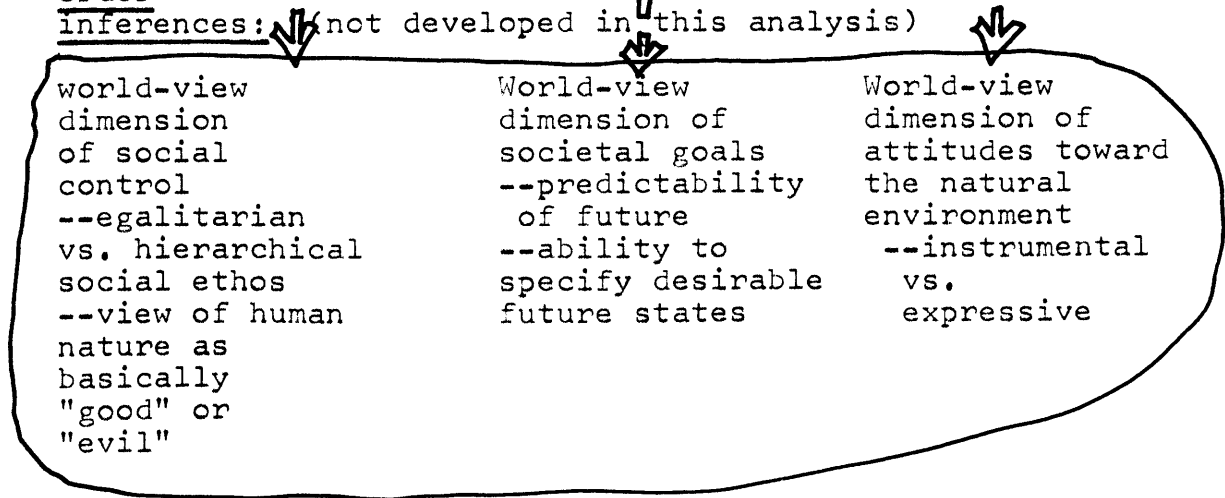 inferences: (not developed in this analysis)
world-view
dimension
of social
control
--egalitarian
vs. hierarchical
social ethos
--view of human
nature as
basically
"good" or
"evil"
World-view
dimension of
societal goals
--predictability
of future
--ability to
specify desirable
future states
World-view
dimension of
attitudes toward
the natural
environment
--instrumental
vs.
expressive